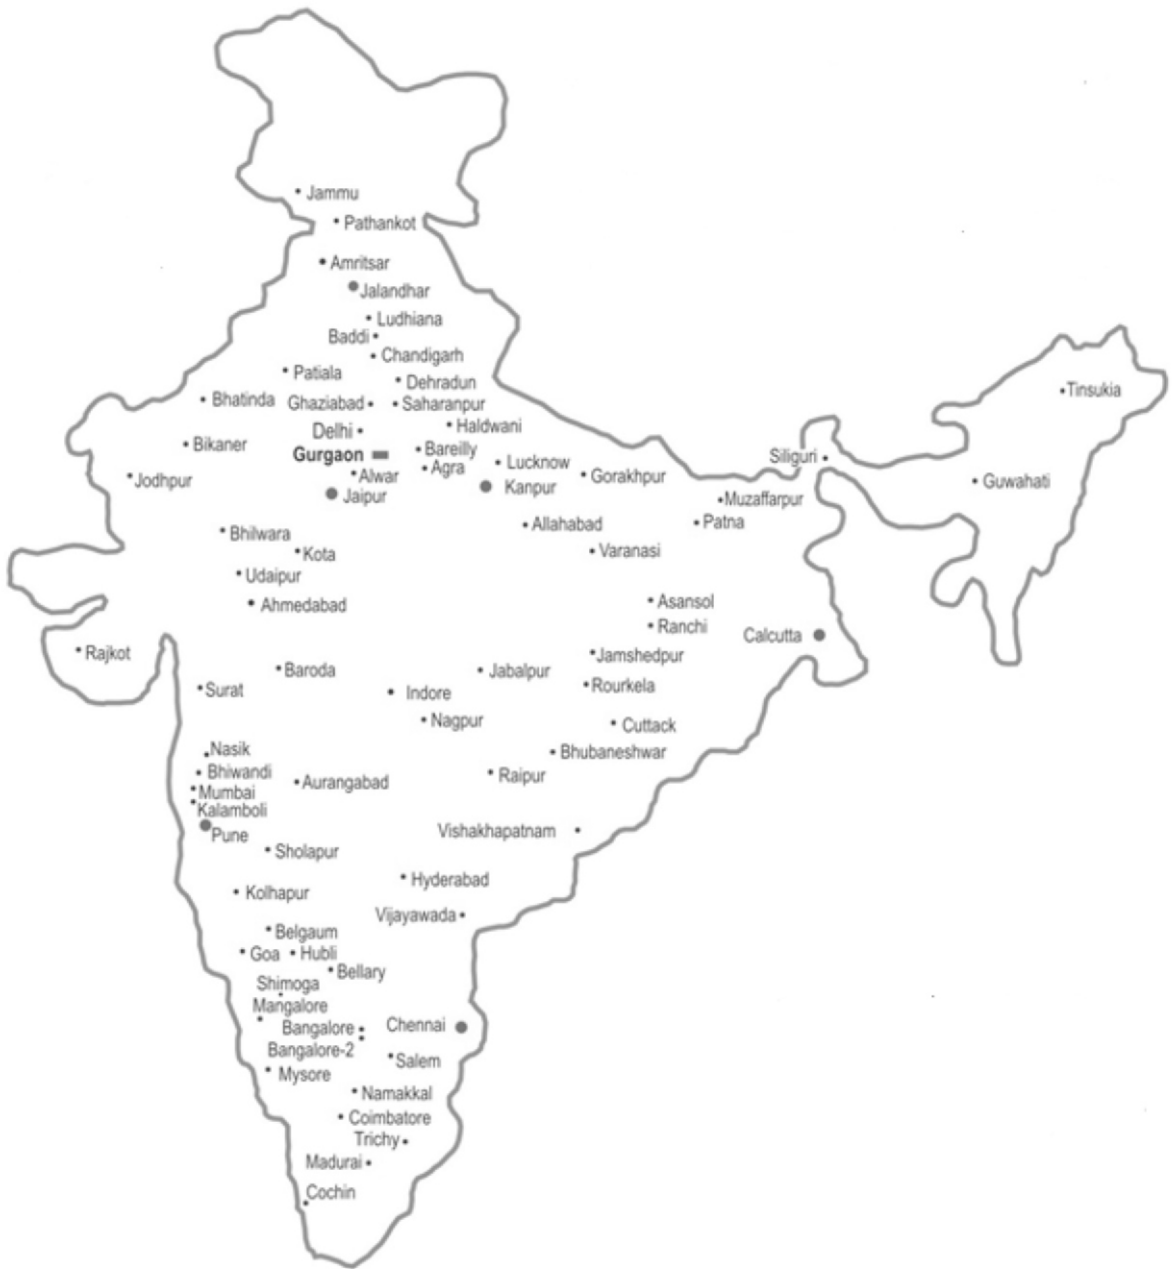 Jammu
Pathankot
Amritsar
Jalandhar
Ludhiana
Baddi
Chandigarh
Patiala
Dehradun
Bhatinda
Ghaziabad
Saharanpur
Haldwani
Delhi
Bikaner
Bareilly
Gurgaon
Agra
Lucknow
Alwar
Jodhpur
Kanpur
Gorakhpur
Jaipur
Siliguri
Tinsukia
Guwahati
Muzaffarpur
Patna
Allahabad
Bhilwara
Kota
Varanasi
Udaipur
Ahmedabad
Asansol
Ranchi
Calcutta
Rajkot
Jamshedpur
Baroda
Jabalpur
Rourkela
Surat
Indore
Nagpur
Cuttack
Nasik
Bhubaneshwar
Bhiwandi
Raipur
Aurangabad
Mumbai
Kalamboli
Pune
Vishakhapatnam
Sholapur
Hyderabad
Kolhapur
Vijayawada
Belgaum
Goa
Hubli
Bellary
Shimoga
Mangalore
Bangalore
Chennai
Bangalore-2
Salem
Mysore
Namakkal
Coimbatore
Trichy
Madurai
Cochin